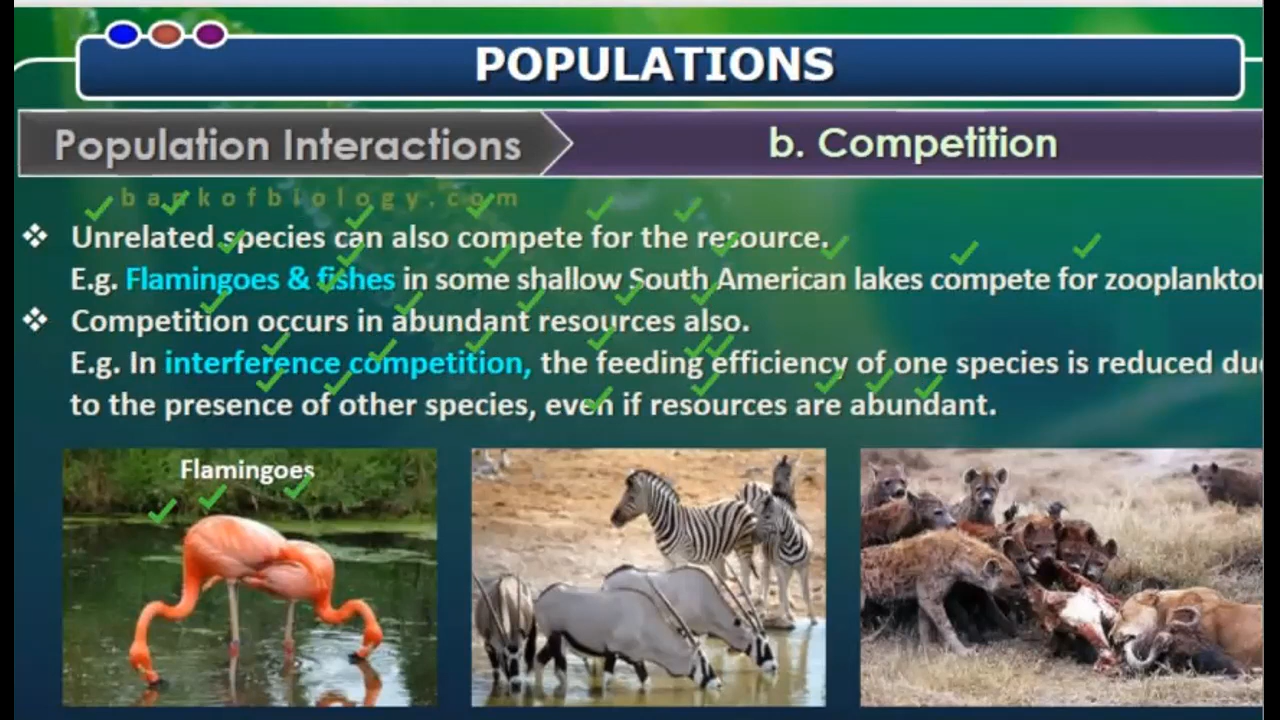 POPULATIONS
Population Interactions
b. Competition
bankofbiology.com
❖ Unrelated species can also compete for the resource.
E.g. Flamingoes & fishes in some shallow South American lakes compete for zooplankton
❖ Competition occurs in abundant resources also.
E.g. In interference competition, the feeding efficiency of one species is reduced du
to the presence of other species, even if resources are abundant.
Flamingoes